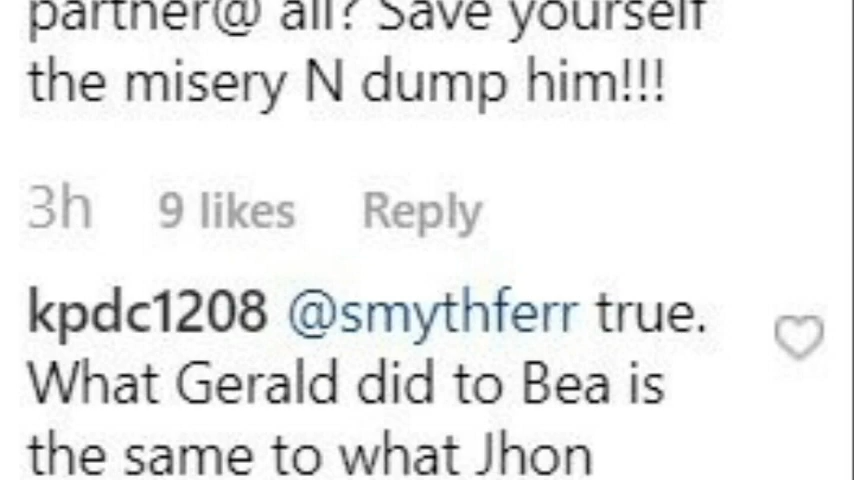 partner@ all? Save yourself
the misery N dump him!!!
3h 9 likes Reply
kpdc1208 @smythferr true.
What Gerald did to Bea is
the same to what Jhon